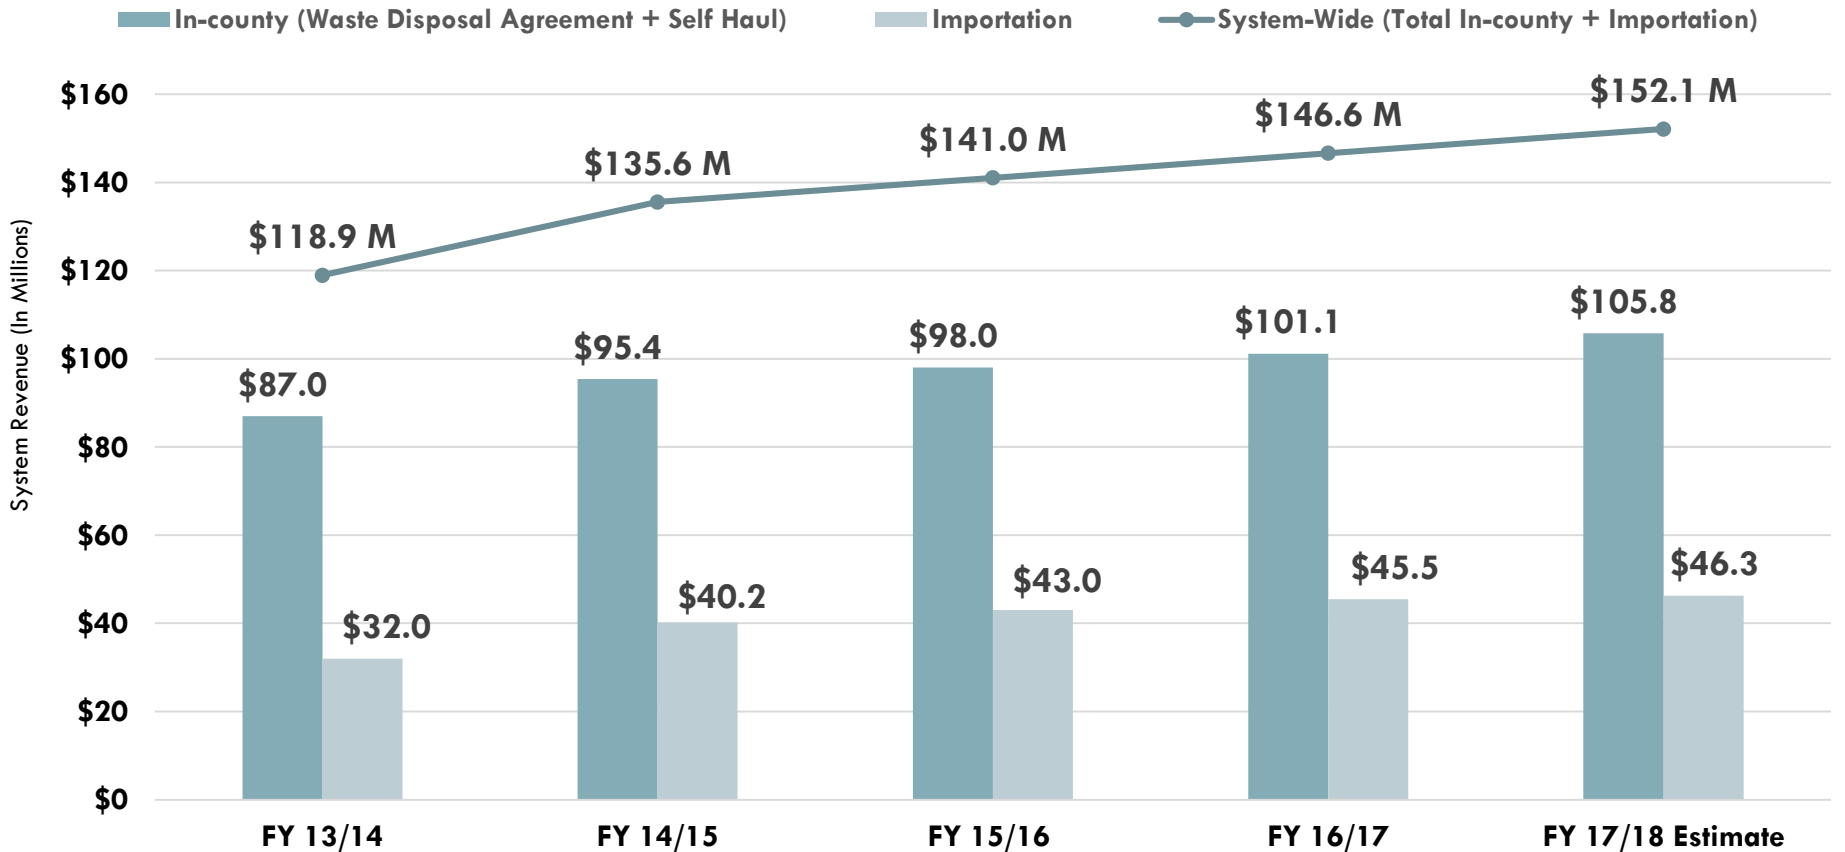 In-county (Waste Disposal Agreement + Self Haul) Importation System-Wide (Total In-county + Importation)
System Revenue (In Millions)
$160
$140
$120
$100
$80
$60
$40
$20
$0
$118.9 M
$135.6 M
$141.0 M
$146.6 M
$152.1 M
$87.0
$95.4
$98.0
$101.1
$105.8
$32.0
$40.2
$43.0
$45.5
$46.3
FY 13/14 FY 14/15 FY 15/16 FY 16/17 FY 17/18 Estimate